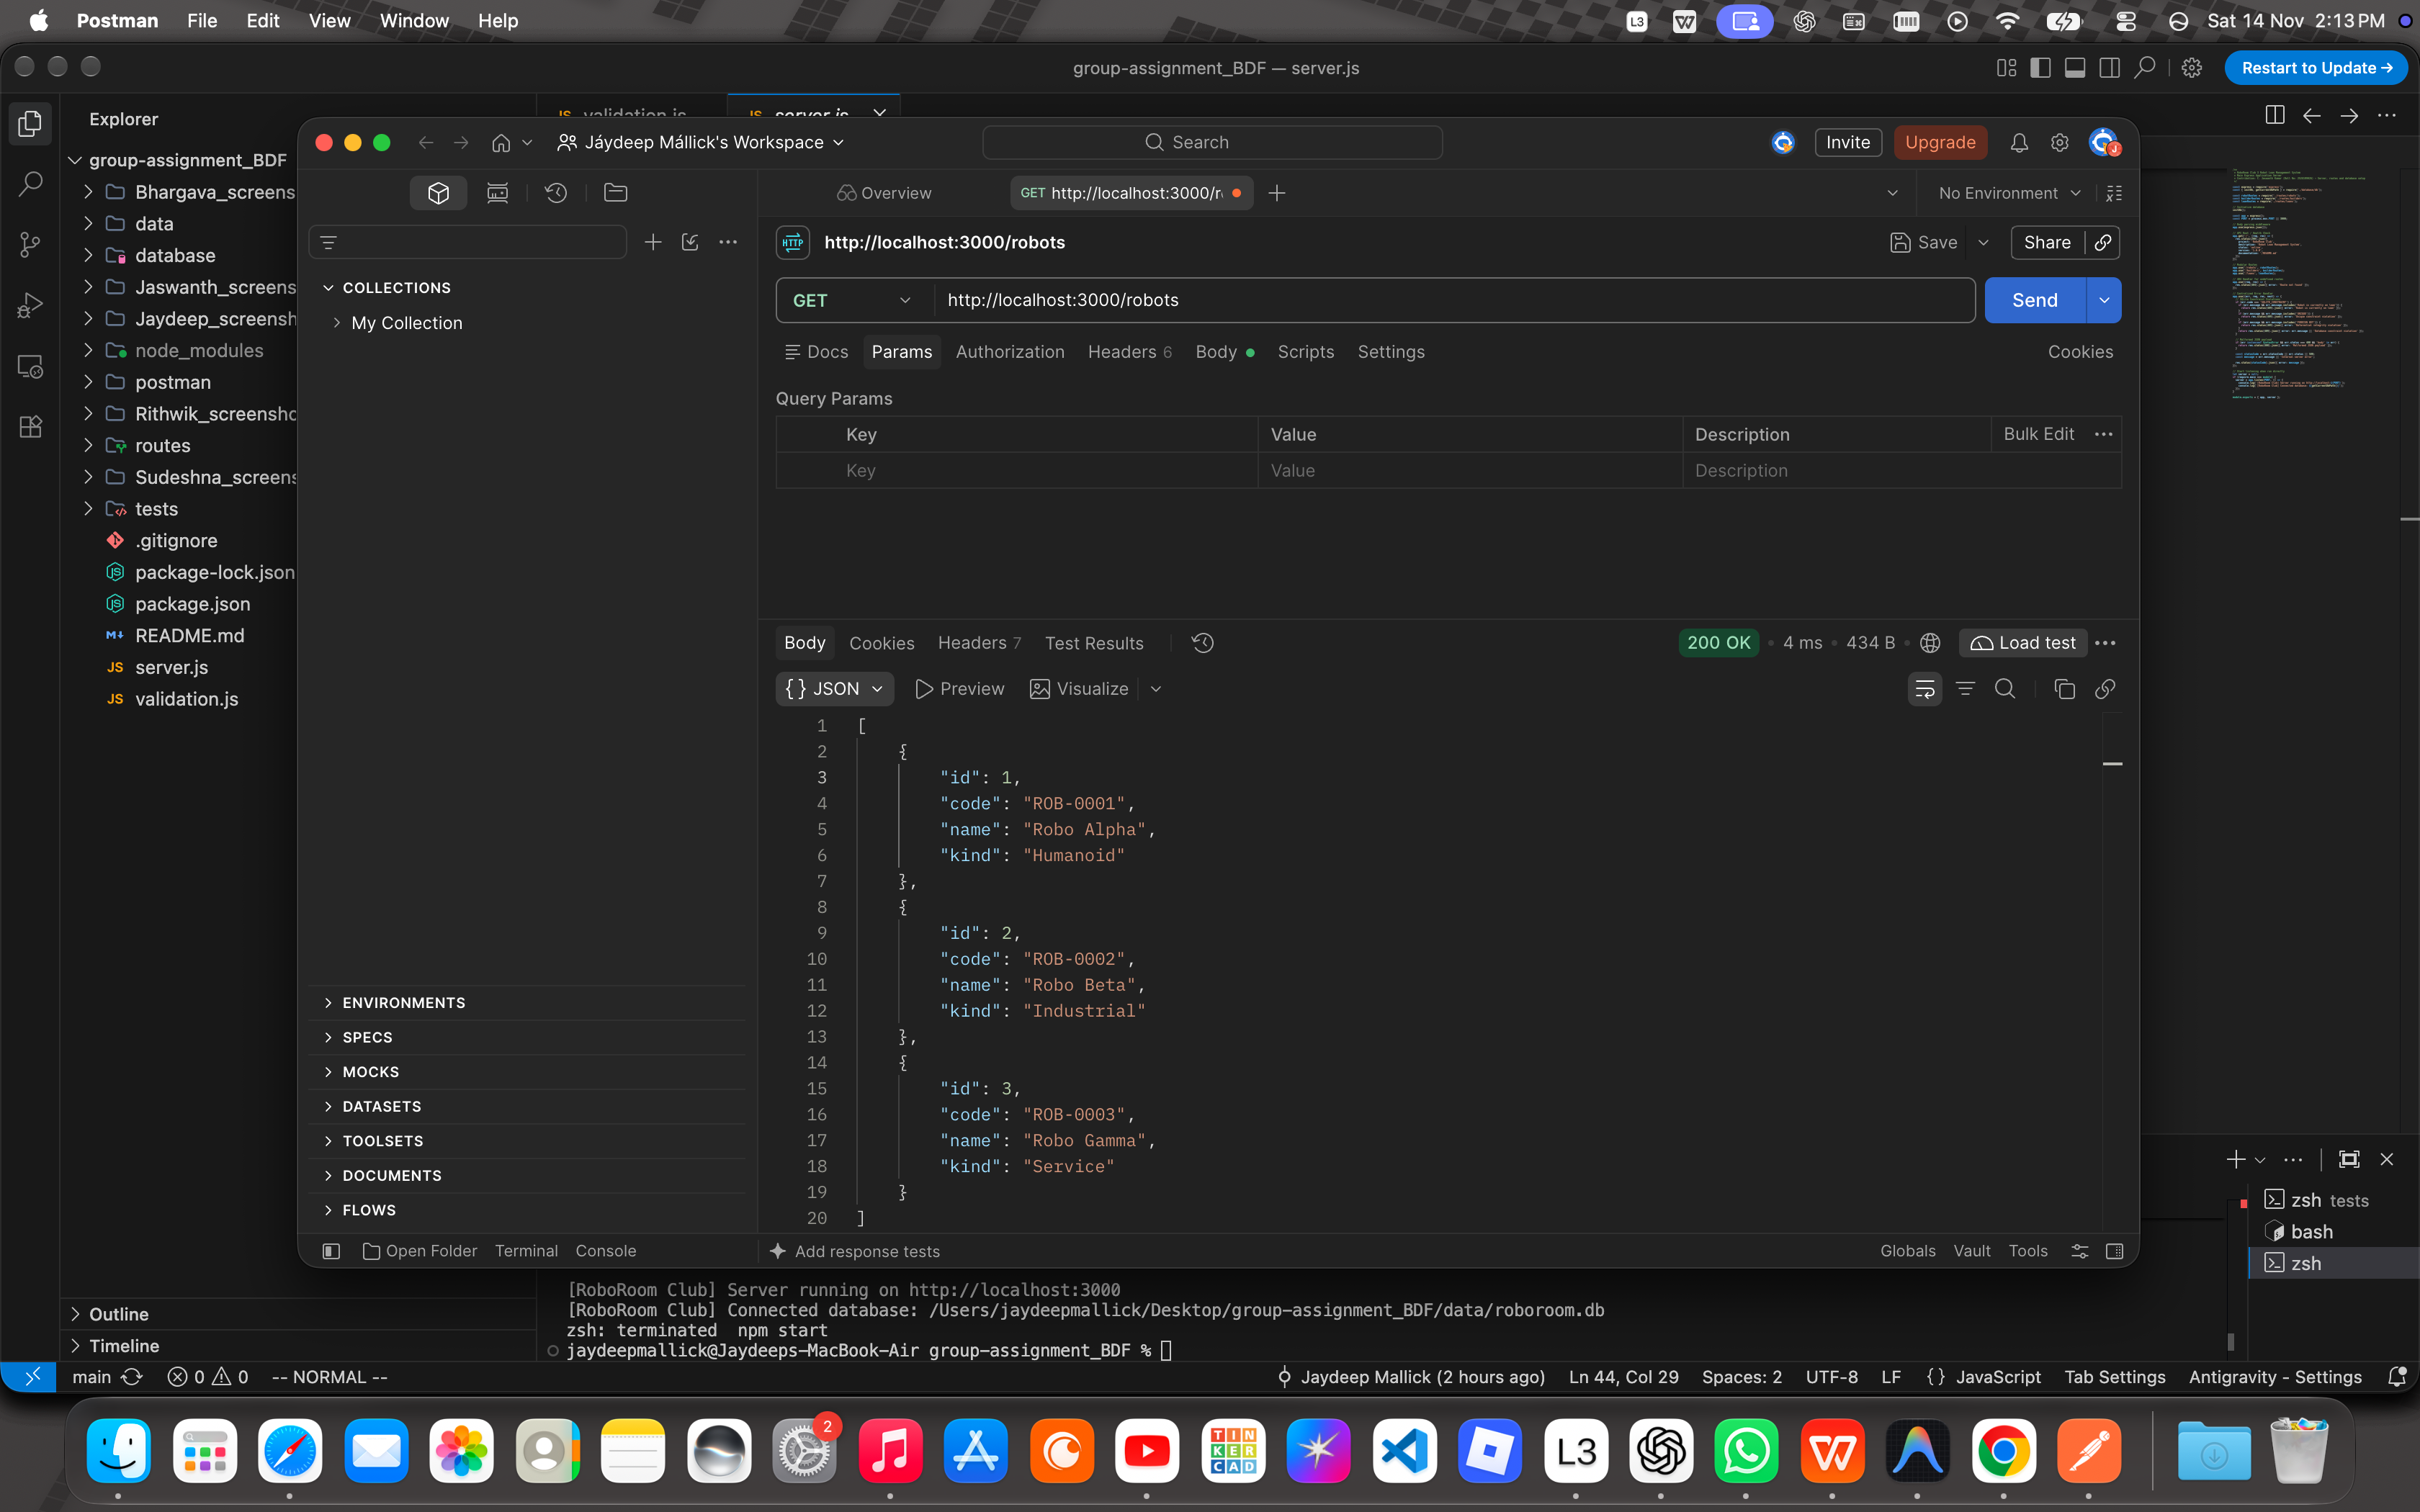 Postman File Edit View Window Help
L3
Sat 14 Nov 2:13 PM
group-assignment_BDF — server.js
Restart to Update →
Explorer
validation.js
server.js
group-assignment_BDF
Bhargava_screens
data
database
Jaswanth_screens
Jaydeep_screensh
node_modules
postman
Rithwik_screensho
routes
Sudeshna_screens
tests
.gitignore
package-lock.json
package.json
README.md
server.js
validation.js
Outline
Timeline
Jáydeep Mállick's Workspace
Search
Invite
Upgrade
Overview
GET http://localhost:3000/r
No Environment
COLLECTIONS
My Collection
ENVIRONMENTS
SPECS
MOCKS
DATASETS
TOOLSETS
DOCUMENTS
FLOWS
HTTP
http://localhost:3000/robots
Save
Share
GET
http://localhost:3000/robots
Send
Docs Params Authorization Headers 6 Body Scripts Settings
Cookies
Query Params
Key Value Description Bulk Edit
Key Value Description
Body Cookies Headers 7 Test Results
200 OK 4 ms 434 B
Load test
{} JSON
Preview
Visualize
1 [
2 {
3 "id": 1,
4 "code": "ROB-0001",
5 "name": "Robo Alpha",
6 "kind": "Humanoid"
7 },
8 {
9 "id": 2,
10 "code": "ROB-0002",
11 "name": "Robo Beta",
12 "kind": "Industrial"
13 },
14 {
15 "id": 3,
16 "code": "ROB-0003",
17 "name": "Robo Gamma",
18 "kind": "Service"
19 }
20 ]
Open Folder Terminal Console
Add response tests
Globals Vault Tools
zsh tests
bash
zsh
[RoboRoom Club] Server running on http://localhost:3000
[RoboRoom Club] Connected database: /Users/jaydeepmallick/Desktop/group-assignment_BDF/data/roboroom.db
zsh: terminated npm start
jaydeepmallick@Jaydeeps-MacBook-Air group-assignment_BDF %
main 0 0 -- NORMAL --
Jaydeep Mallick (2 hours ago) Ln 44, Col 29 Spaces: 2 UTF-8 LF {} JavaScript Tab Settings Antigravity - Settings
2
TINKERCAD
L3